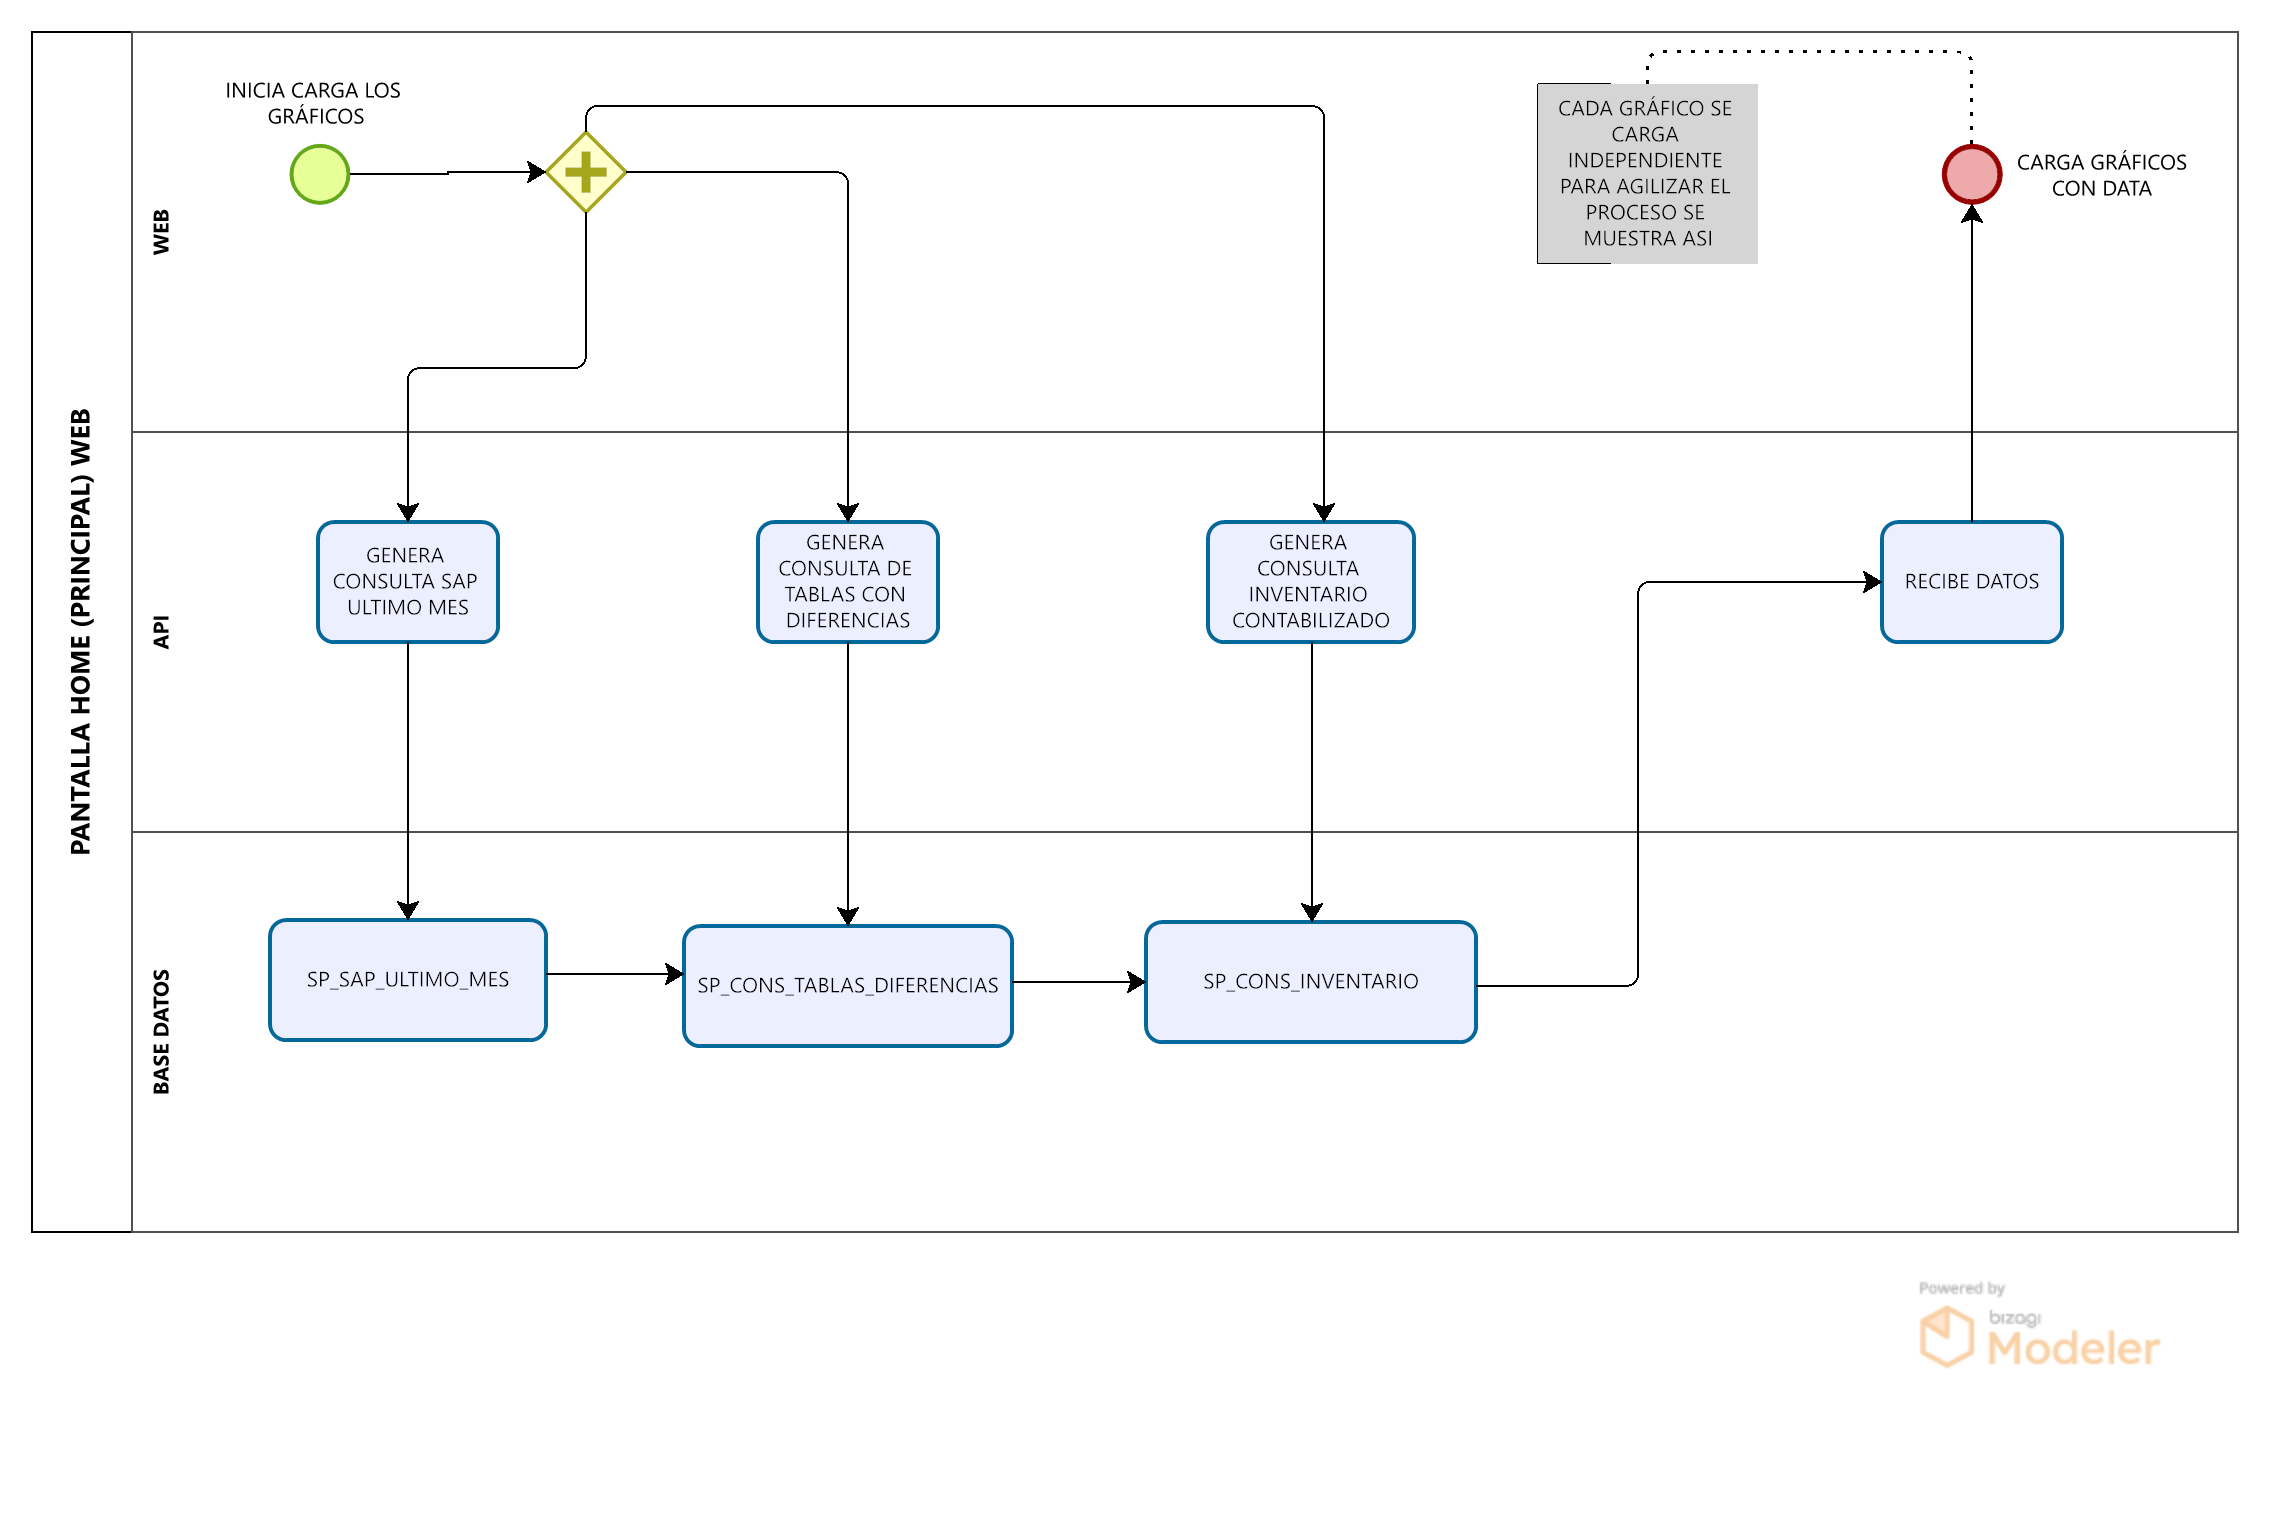 PANTALLA HOME (PRINCIPAL) WEB
WEB
INICIA CARGA LOS
GRÁFICOS
CADA GRÁFICO SE
CARGA
INDEPENDIENTE
PARA AGILIZAR EL
PROCESO SE
MUESTRA ASI
CARGA GRÁFICOS
CON DATA
API
GENERA
CONSULTA SAP
ULTIMO MES
GENERA
CONSULTA DE
TABLAS CON
DIFERENCIAS
GENERA
CONSULTA
INVENTARIO
CONTABILIZADO
RECIBE DATOS
BASE DATOS
SP_SAP_ULTIMO_MES
SP_CONS_TABLAS_DIFERENCIAS
SP_CONS_INVENTARIO
Powered by
bizagi
Modeler